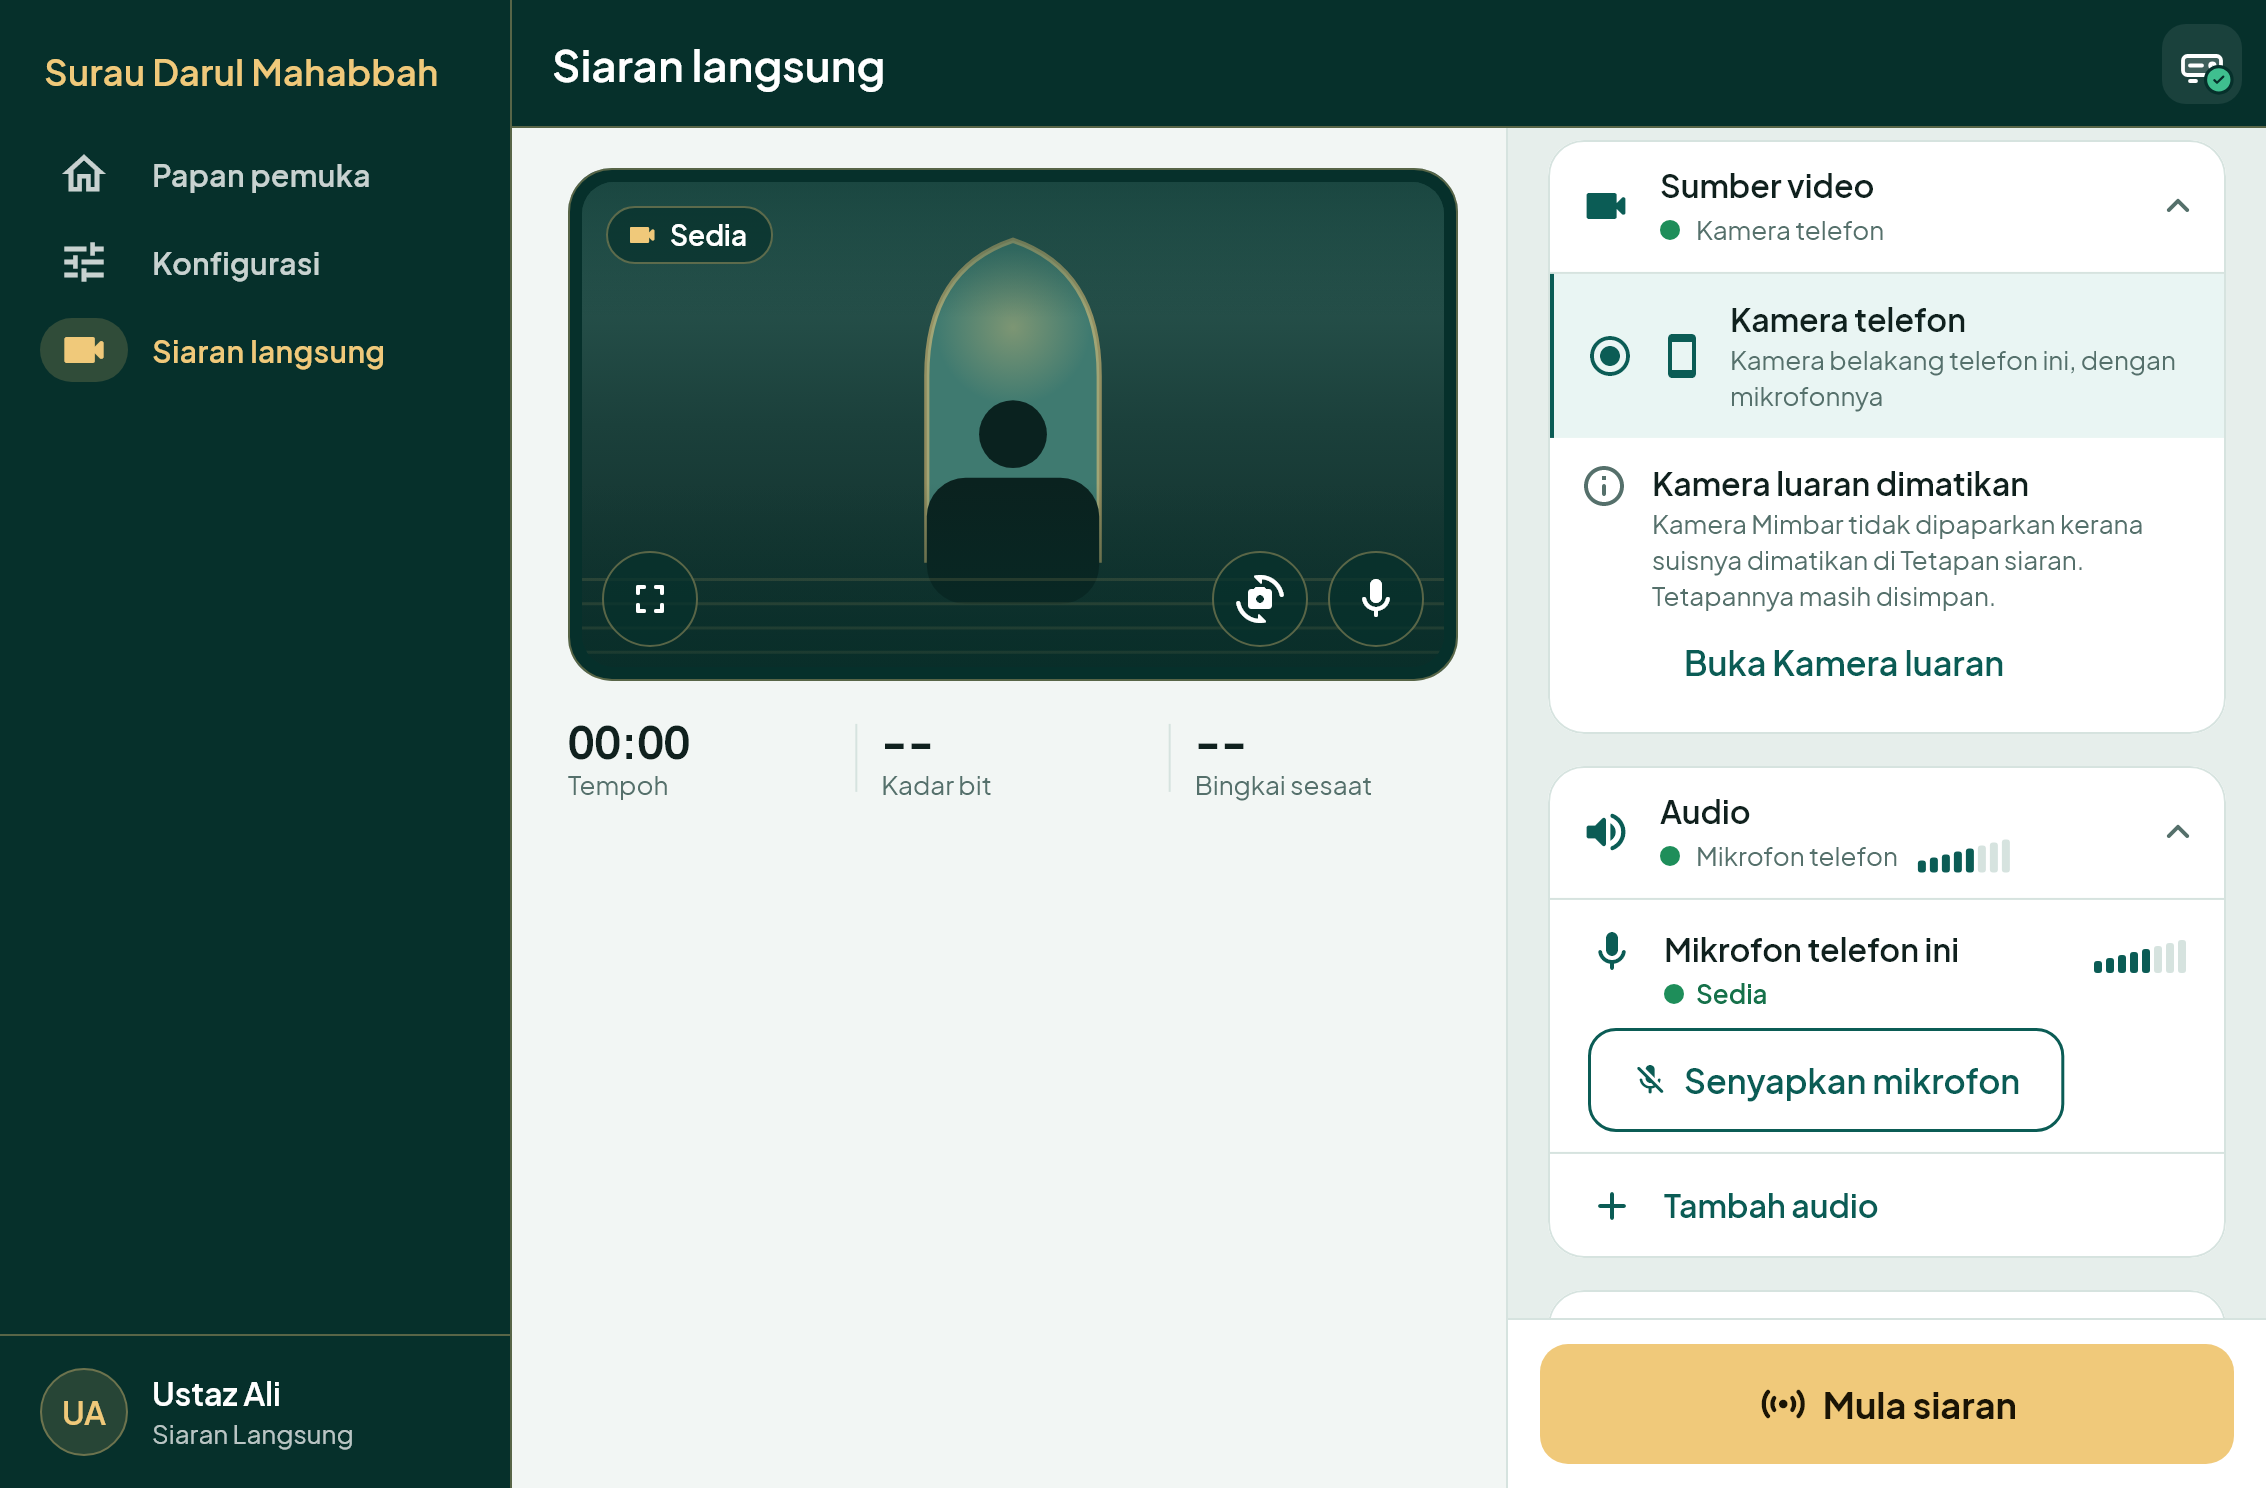 Surau Darul Mahabbah
Papan pemuka
Konfigurasi
Siaran langsung
Ustaz Ali
UA
Siaran Langsung
Siaran langsung
Sedia
00:00
Tempoh
--
Kadar bit
--
Bingkai sesaat
Sumber video
Kamera telefon
Kamera telefon
Kamera belakang telefon ini, dengan
mikrofonnya
Kamera luaran dimatikan
Kamera Mimbar tidak dipaparkan kerana
suisnya dimatikan di Tetapan siaran.
Tetapannya masih disimpan.
Buka Kamera luaran
Audio
Mikrofon telefon
Mikrofon telefon ini
Sedia
Senyapkan mikrofon
Tambah audio
Mula siaran